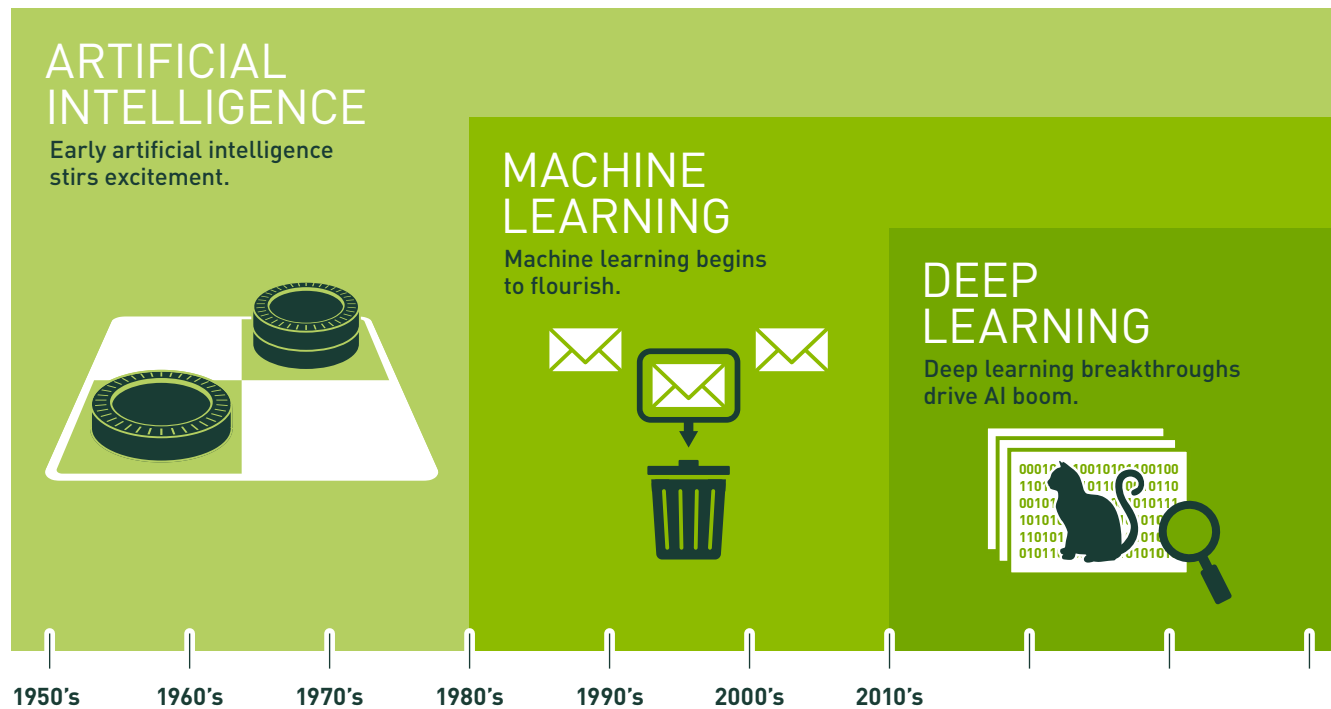 ARTIFICIAL
INTELLIGENCE
Early artificial intelligence
stirs excitement.
MACHINE
LEARNING
Machine learning begins
to flourish.
DEEP
LEARNING
Deep learning breakthroughs
drive AI boom.
1950's
1960's
1970's
1980's
1990's
2000's
2010's